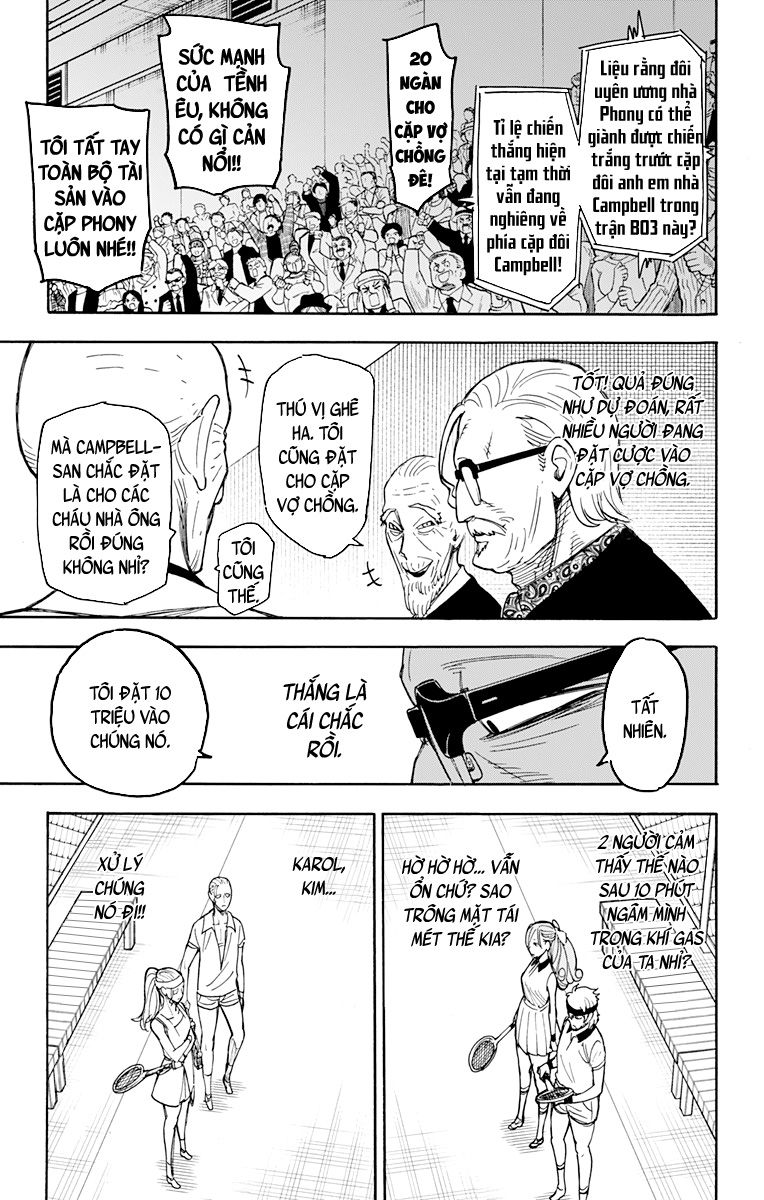 Liệu rằng đôi
uyên ương nhà
Phony có thể
giành được chiến
trắng trước cặp
đôi anh em nhà
Campbell trong
trận BO3 này?
Tỉ lệ chiến
thắng hiện
tại tạm thời
vẫn đang
nghiêng về
phía cặp đôi
Campbell!
20
NGÀN
CHO
CẶP VỢ
CHỒNG
ĐÊ!
SỨC MẠNH
CỦA TỀNH
ÊU, KHÔNG
CÓ GÌ CẢN
NỔI!!
TÔI TẤT TAY
TOÀN BỘ TÀI
SẢN VÀO
CẶP PHONY
LUÔN NHÉ!!
TỐT! QUẢ ĐÚNG
NHƯ DỰ ĐOÁN, RẤT
NHIỀU NGƯỜI ĐANG
ĐẶT CƯỢC VÀO
CẶP VỢ CHỒNG.
THÚ VỊ GHÊ
HA. TÔI
CŨNG ĐẶT
CHO CẶP
VỢ CHỒNG.
TÔI
CŨNG
THẾ.
MÀ CAMPBELL-
SAN CHẮC ĐẶT
LÀ CHO CÁC
CHÁU NHÀ ÔNG
RỒI ĐÚNG
KHÔNG NHỈ?
TẤT
NHIÊN.
THẮNG LÀ
CÁI CHẮC
RỒI.
TÔI ĐẶT 10
TRIỆU VÀO
CHÚNG NÓ.
2 NGƯỜI CẢM
THẤY THẾ NÀO
SAU 10 PHÚT
NGÂM MÌNH
TRONG KHÍ GAS
CỦA TA NHỈ?
HỜ HỜ HỜ... VẪN
ỔN CHỨ? SAO
TRÔNG MẶT TÁI
MÉT THẾ KIA?
KAROL,
KIM...
XỬ LÝ
CHÚNG
NÓ ĐI!!